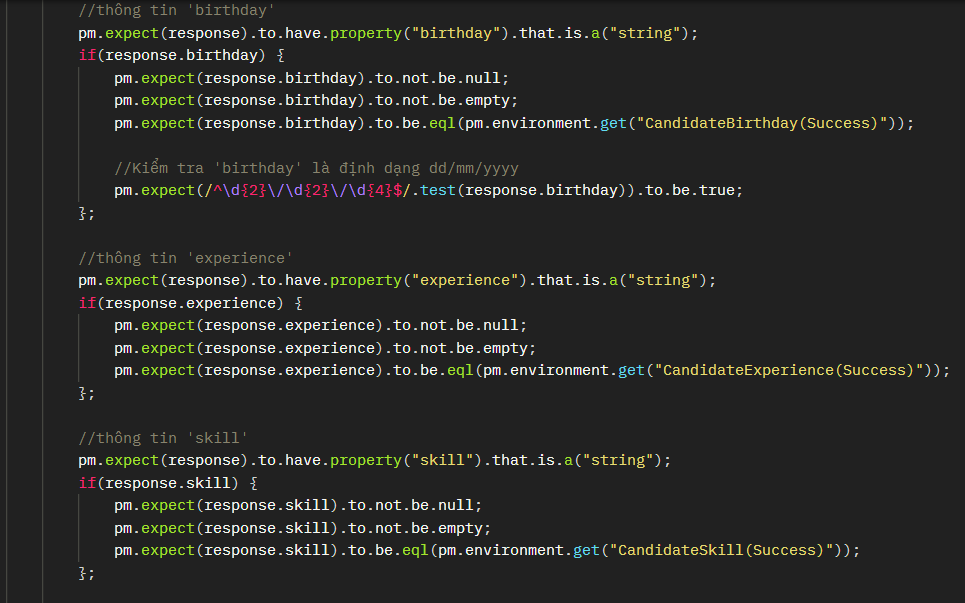 //thông tin 'birthday'
pm.expect(response).to.have.property("birthday").that.is.a("string");
if(response.birthday) {
pm.expect(response.birthday).to.not.be.null;
pm.expect(response.birthday).to.not.be.empty;
pm.expect(response.birthday).to.be.eql(pm.environment.get("CandidateBirthday(Success)"));
//Kiểm tra 'birthday' là định dạng dd/mm/yyyy
pm.expect(/^\d{2}\/\d{2}\/\d{4}$/.test(response.birthday)).to.be.true;
};
//thông tin 'experience'
pm.expect(response).to.have.property("experience").that.is.a("string");
if(response.experience) {
pm.expect(response.experience).to.not.be.null;
pm.expect(response.experience).to.not.be.empty;
pm.expect(response.experience).to.be.eql(pm.environment.get("CandidateExperience(Success)"));
};
//thông tin 'skill'
pm.expect(response).to.have.property("skill").that.is.a("string");
if(response.skill) {
pm.expect(response.skill).to.not.be.null;
pm.expect(response.skill).to.not.be.empty;
pm.expect(response.skill).to.be.eql(pm.environment.get("CandidateSkill(Success)"));
};